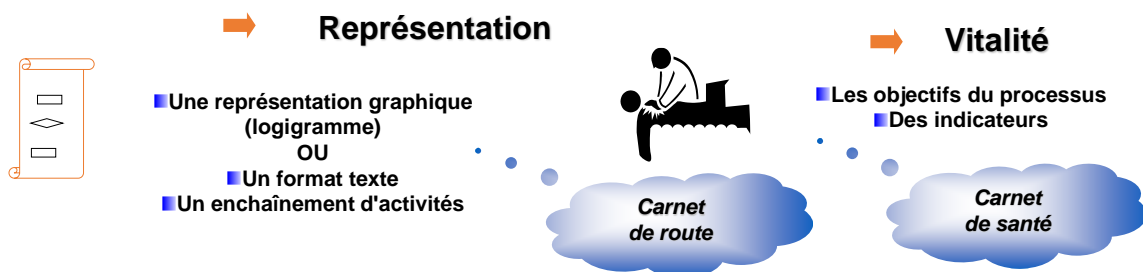 Représentation
Une représentation graphique
(logigramme)
OU
Un format texte
Un enchaînement d'activités
Carnet
de route
Vitalité
Les objectifs du processus
Des indicateurs
Carnet
de santé